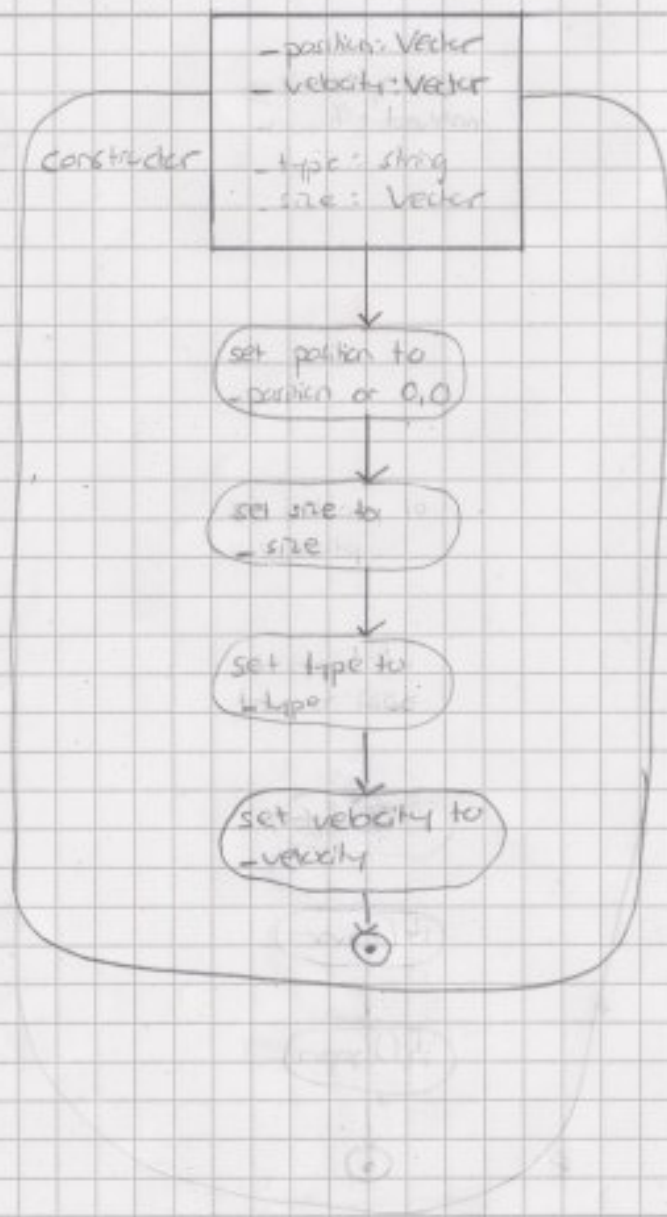 _position: Vector
_velocity: Vector
constructor
_type: string
_size: Vector
set position to
_position or 0,0
set size to
_size
set type to
_type
set velocity to
_velocity